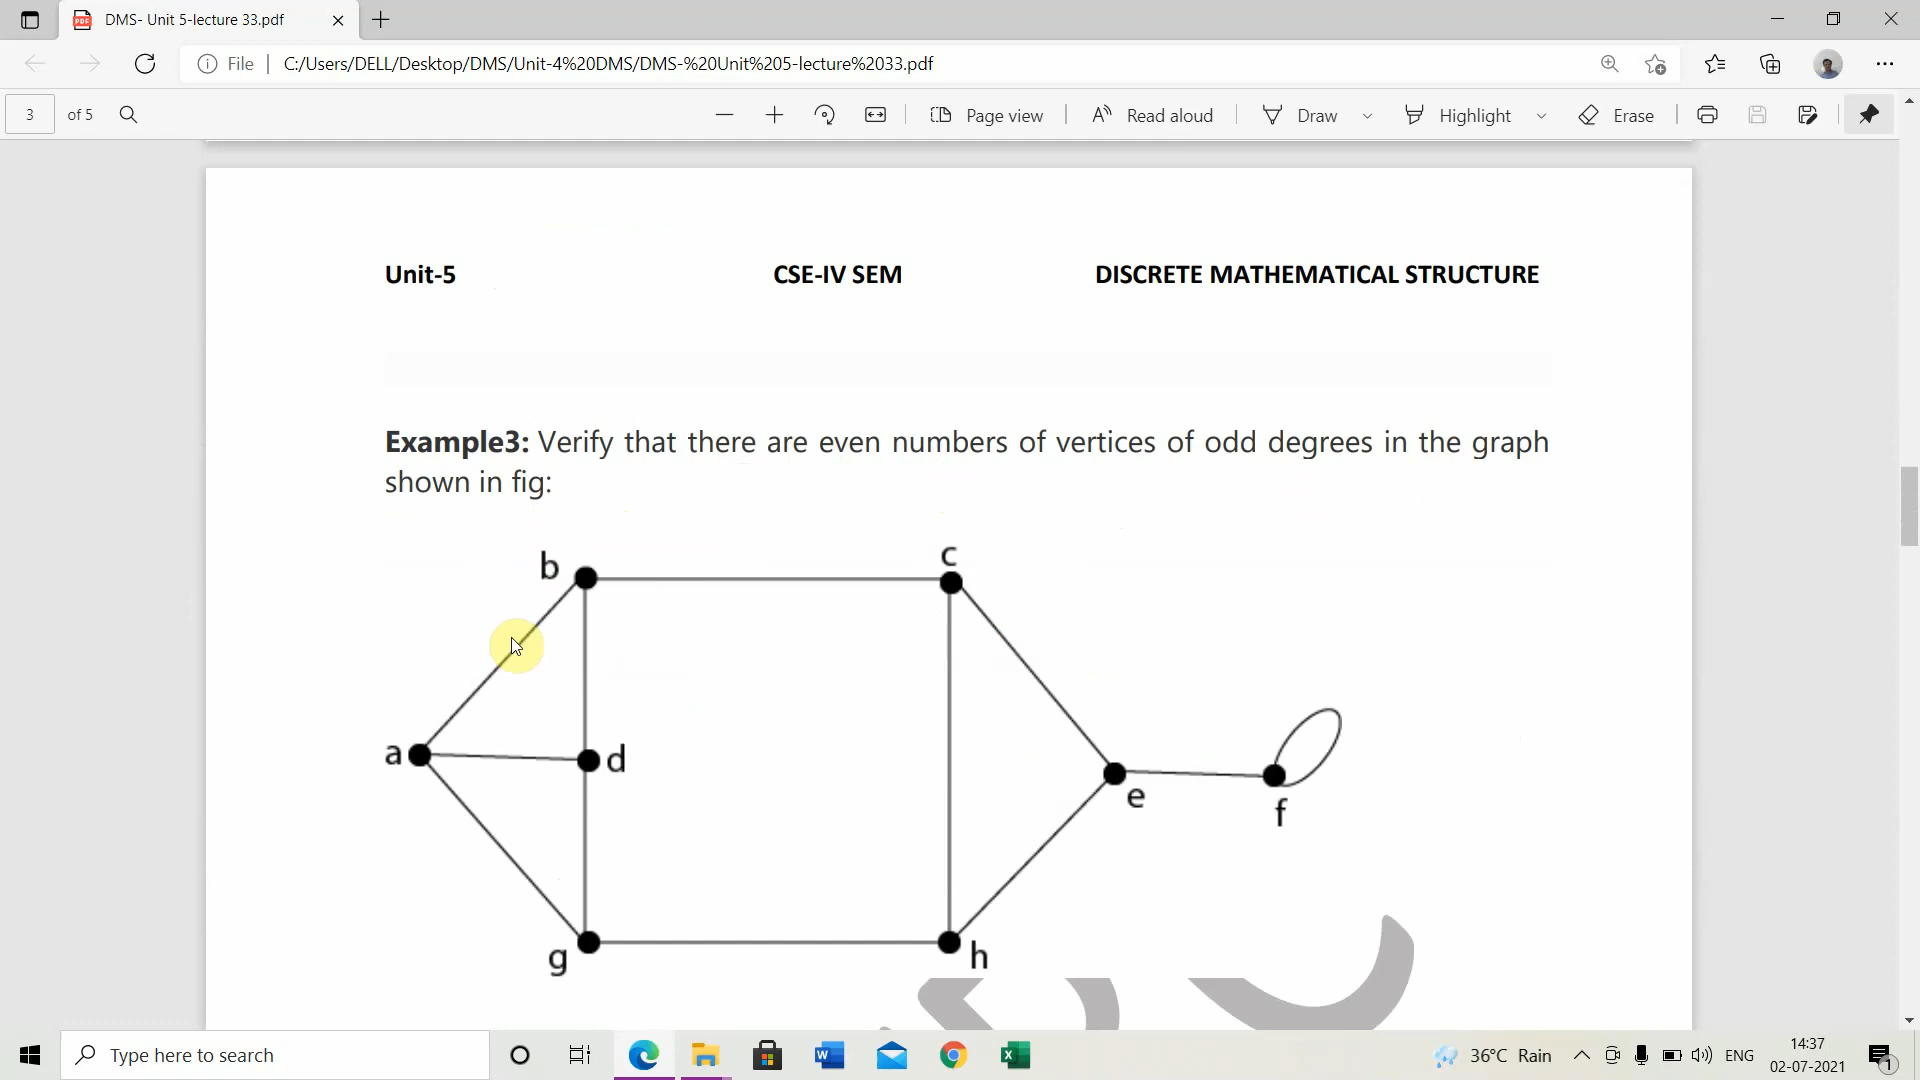 DMS- Unit 5-lecture 33.pdf
File
C:/Users/DELL/Desktop/DMS/Unit-4%20DMS/DMS-%20Unit%205-lecture%2033.pdf
3 of 5
Page view
Read aloud
Draw
Highlight
Erase
Unit-5 CSE-IV SEM DISCRETE MATHEMATICAL STRUCTURE
Example3: Verify that there are even numbers of vertices of odd degrees in the graph
shown in fig:
b
c
a
d
e
f
g
h
Type here to search
36°C Rain
ENG
14:37
02-07-2021
1